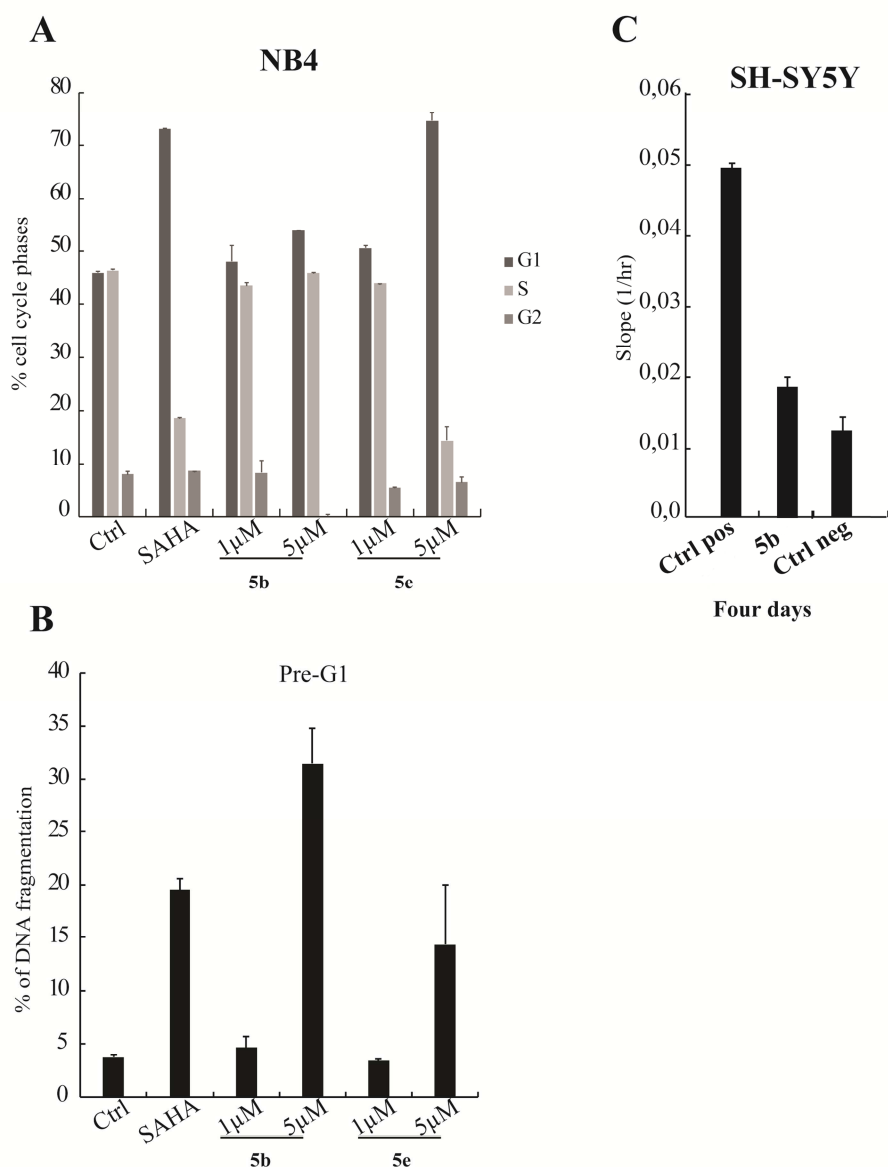 A
NB4
80
70
60
50
40
30
20
10
0
% cell cycle phases
G1
S
G2
Ctrl
SAHA
1µM
5µM
1µM
5µM
5b
5c
C
SH-SY5Y
0,06
0,05
0,04
0,03
0,02
0,01
0,0
Slope (1/hr)
Ctrl pos
5b
Ctrl neg
Four days
B
Pre-G1
40
35
30
25
20
15
10
5
0
% of DNA fragmentation
Ctrl
SAHA
1µM
5µM
1µM
5µM
5b
5e